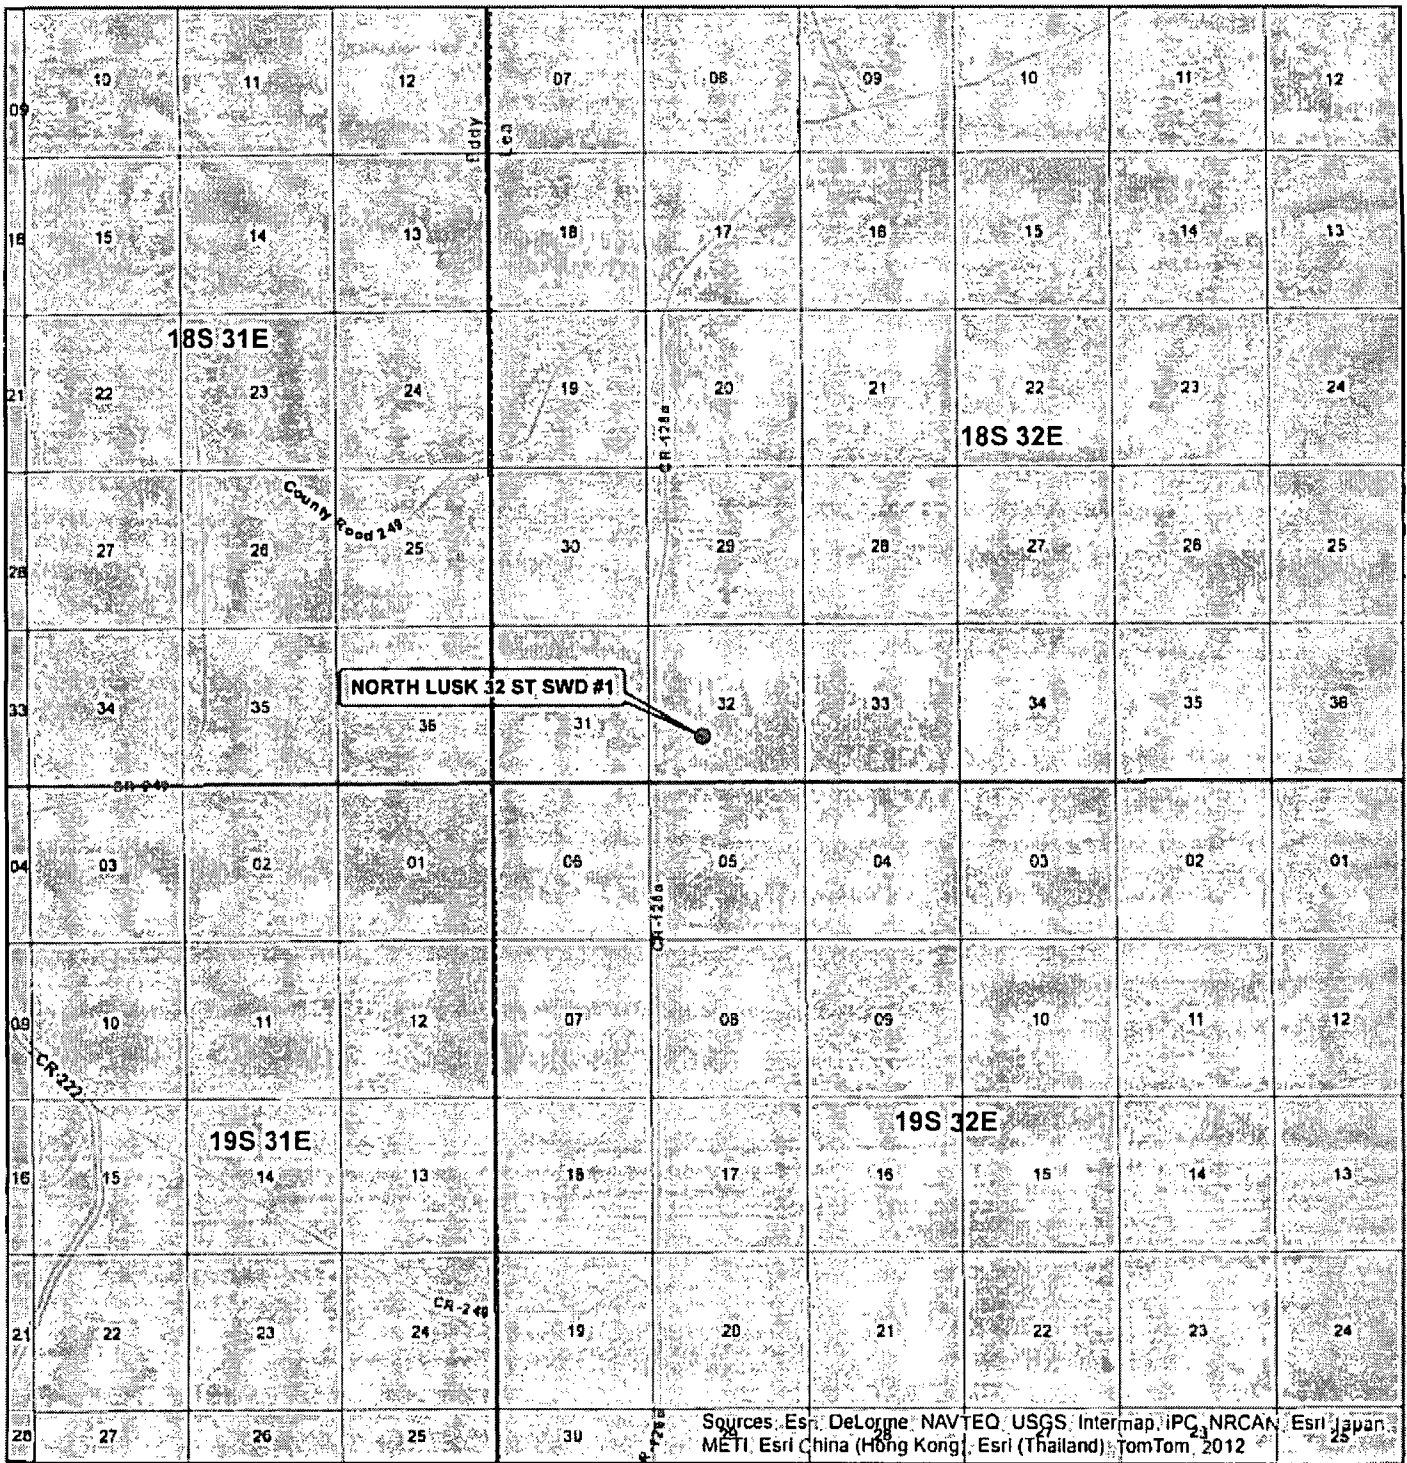 10 11 12 07 08 09 10 11 12
09
Eddy
Lea
16 15 14 13 18 17 16 15 14 13
18S 31E
21 22 23 24 19 20 21 22 23 24
CR-126a
18S 32E
County Road 249
28 27 26 25 30 29 28 27 26 25
NORTH LUSK 32 ST SWD #1
33 34 35 36 31 32 33 34 35 36
CR-249
04 03 02 01 06 05 04 03 02 01
CR-126a
09 10 11 12 07 08 09 10 11 12
CR-222
19S 31E
19S 32E
16 15 14 13 18 17 16 15 14 13
CR-249
21 22 23 24 19 20 21 22 23 24
28 27 26 25 30 29 28 27 25
Sources: Esri, DeLorme, NAVTEQ, USGS, Intermap, iPC, NRCAN, Esri Japan,
METI, Esri China (Hong Kong), Esri (Thailand), TomTom, 2012